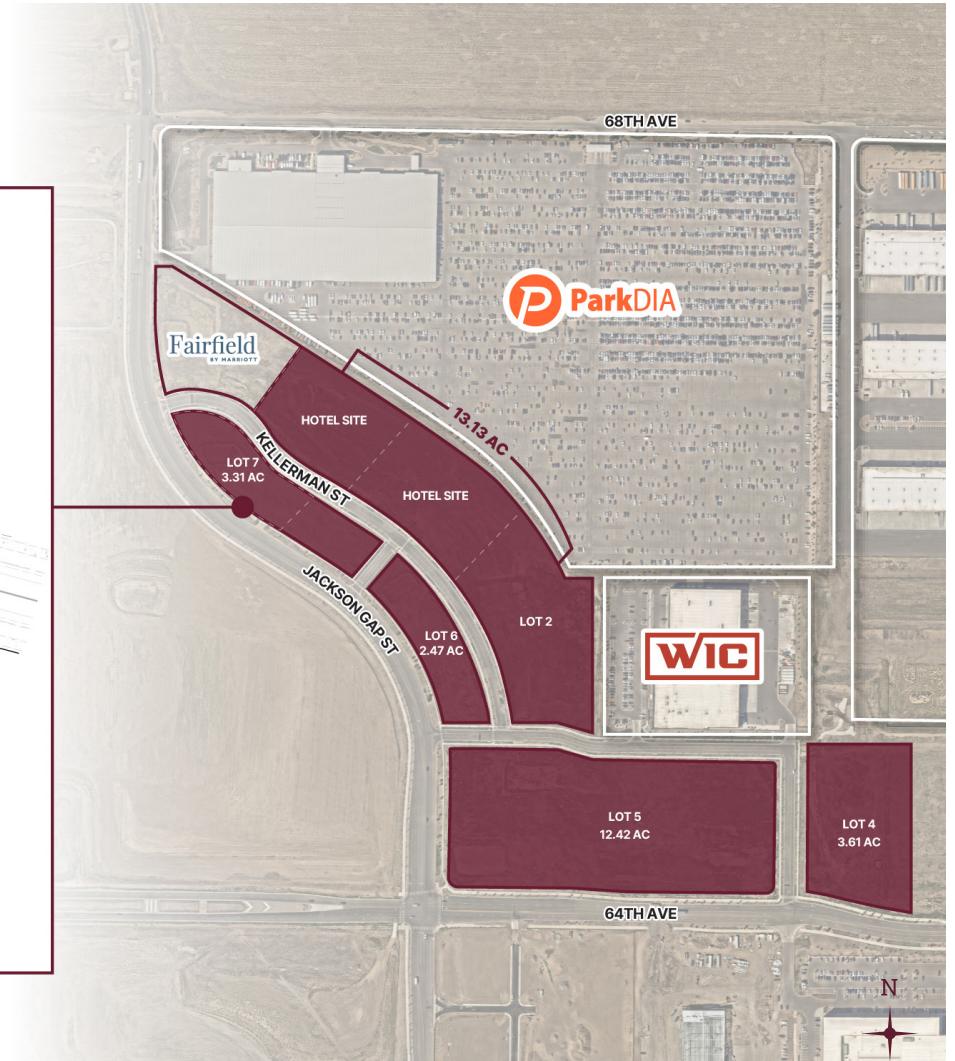 68TH AVE
P ParkDIA
Fairfield
BY MARRIOTT
13.13 AC
HOTEL SITE
KELLERMAN ST
LOT 7
3.31 AC
HOTEL SITE
JACKSON GAP ST
LOT 6
2.47 AC
LOT 2
WIC
LOT 5
12.42 AC
LOT 4
3.61 AC
64TH AVE
N